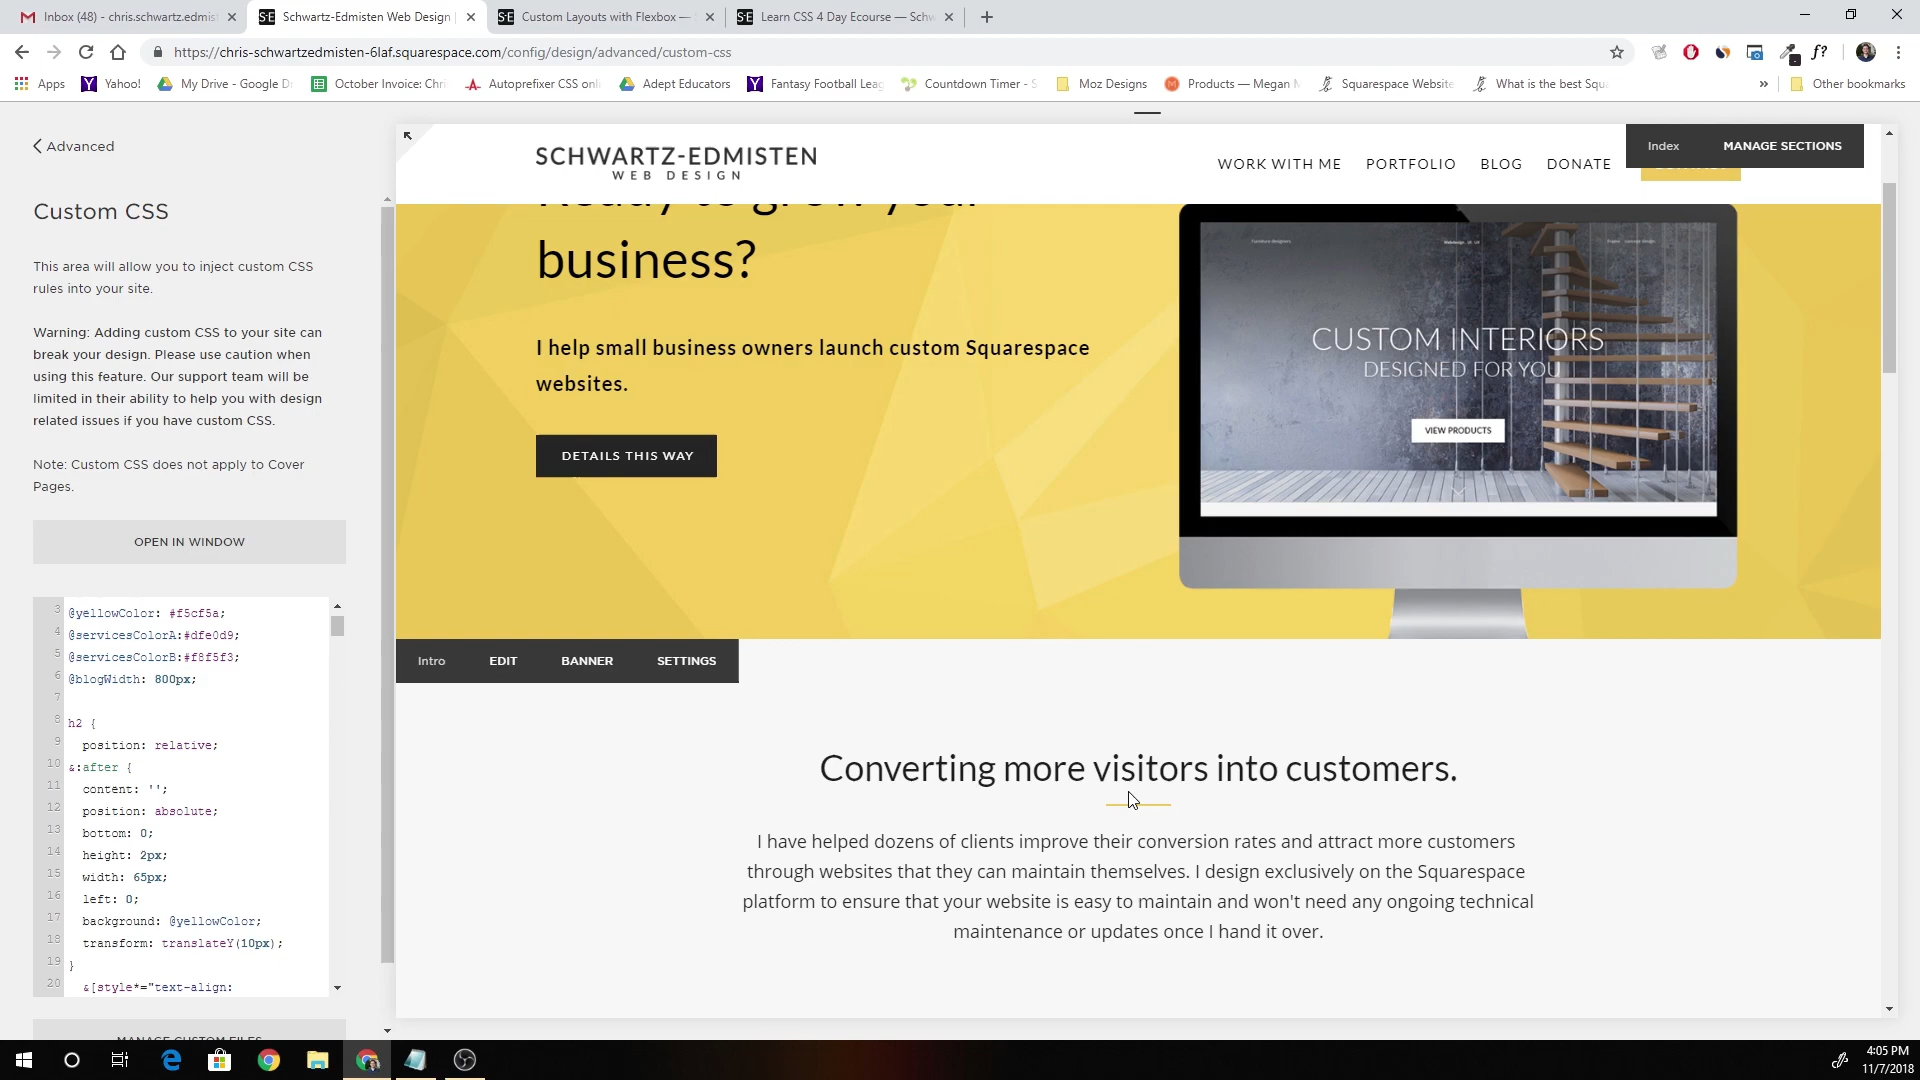 Inbox (48) - chris.schwartz.edmist
Schwartz-Edmisten Web Design |
Custom Layouts with Flexbox —
Learn CSS 4 Day Ecourse — Schw
https://chris-schwartzedmisten-6laf.squarespace.com/config/design/advanced/custom-css
Apps
Yahoo!
My Drive - Google Dr
October Invoice: Chri
Autoprefixer CSS onli
Adept Educators
Fantasy Football Leag
Countdown Timer - S
Moz Designs
Products — Megan M
Squarespace Website
What is the best Squa
Other bookmarks
Advanced
Custom CSS
This area will allow you to inject custom CSS
rules into your site.
Warning: Adding custom CSS to your site can
break your design. Please use caution when
using this feature. Our support team will be
limited in their ability to help you with design
related issues if you have custom CSS.
Note: Custom CSS does not apply to Cover
Pages.
OPEN IN WINDOW
3 @yellowColor: #f5cf5a;
4 @servicesColorA:#dfe0d9;
5 @servicesColorB:#f8f5f3;
6 @blogWidth: 800px;
7
8 h2 {
9 position: relative;
10 &:after {
11 content: '';
12 position: absolute;
13 bottom: 0;
14 height: 2px;
15 width: 65px;
16 left: 0;
17 background: @yellowColor;
18 transform: translateY(10px);
19 }
20 &[style*="text-align:
MANAGE CUSTOM FILES
SCHWARTZ-EDMISTEN
WEB DESIGN
WORK WITH ME
PORTFOLIO
BLOG
DONATE
Index
MANAGE SECTIONS
Ready to grow your
business?
I help small business owners launch custom Squarespace
websites.
DETAILS THIS WAY
CUSTOM INTERIORS
DESIGNED FOR YOU
VIEW PRODUCTS
Intro
EDIT
BANNER
SETTINGS
Converting more visitors into customers.
I have helped dozens of clients improve their conversion rates and attract more customers
through websites that they can maintain themselves. I design exclusively on the Squarespace
platform to ensure that your website is easy to maintain and won't need any ongoing technical
maintenance or updates once I hand it over.
4:05 PM
11/7/2018